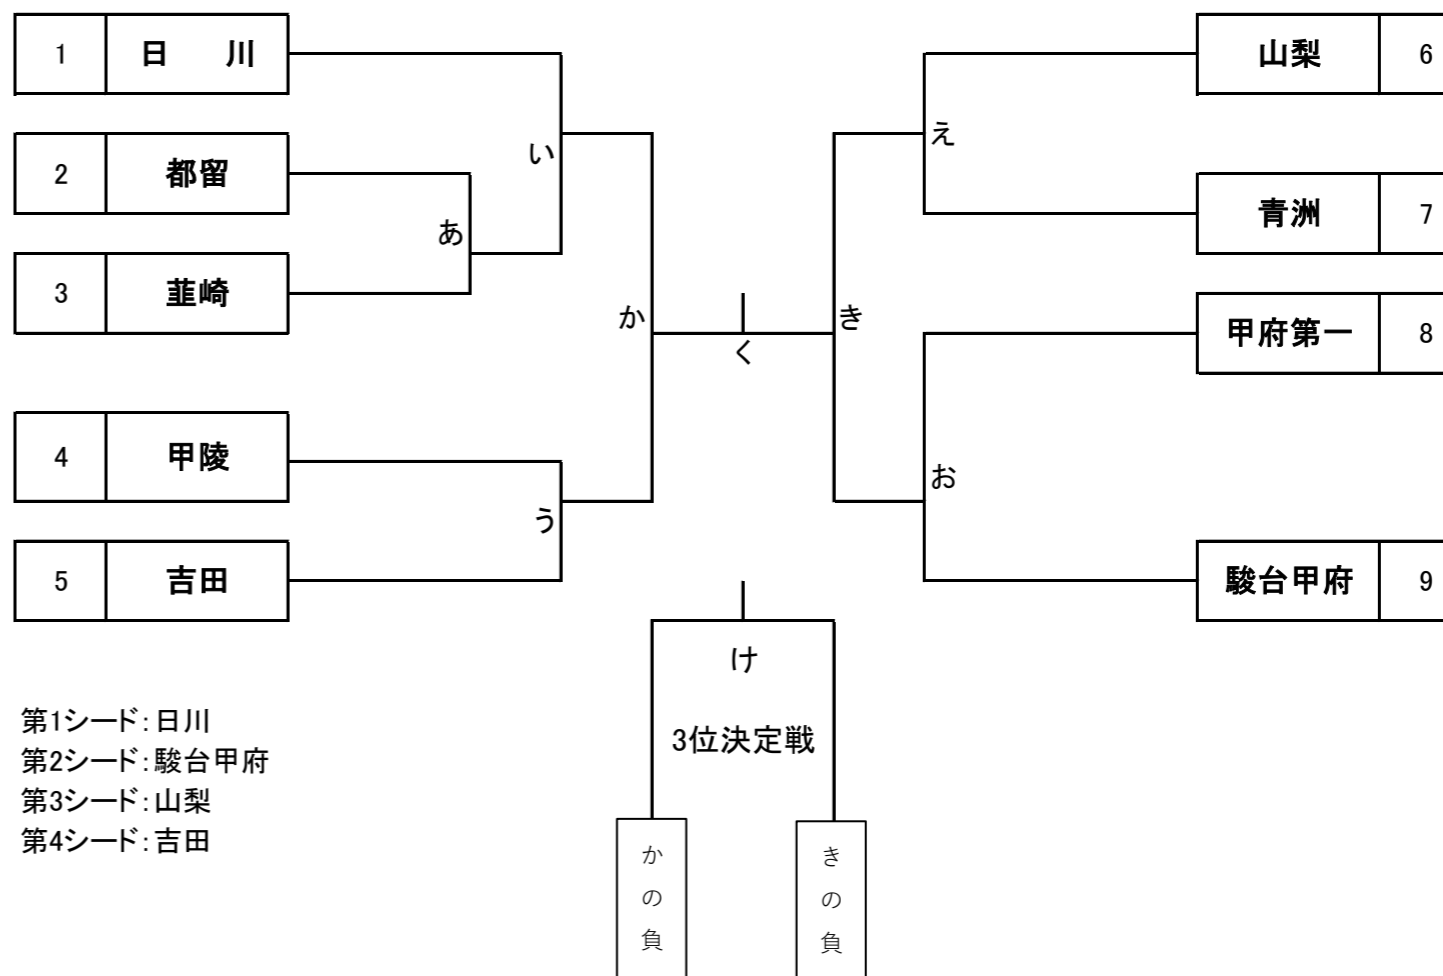 1 日 川
い
2 都留
あ
3 韮崎
か
4 甲陵
う
5 吉田
く
山梨 6
え
青洲 7
き
甲府第一 8
お
駿台甲府 9
け
3位決定戦
かの負
きの負
第1シード:日川
第2シード:駿台甲府
第3シード:山梨
第4シード:吉田